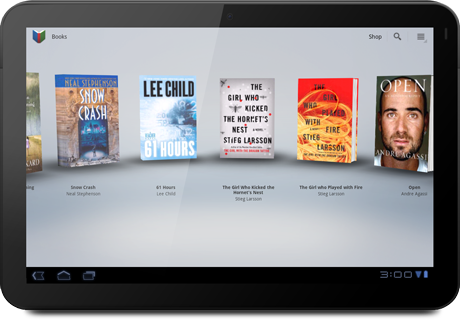 Books
Shop
NEAL STEPHENSON
SNOW
CRASH
LEE CHILD
61 HOURS
THE
GIRL WHO
KICKED
THE HORNET'S
NEST
STIEG LARSSON
THE
GIRL
WHO
PLAYED
WITH
FIRE
STIEG
LARSSON
OPEN
ANDRE AGASSI
Snow Crash
Neal Stephenson
61 Hours
Lee Child
The Girl Who Kicked the
Hornet's Nest
Stieg Larsson
The Girl who Played with Fire
Stieg Larsson
Open
Andre Agassi
3:00